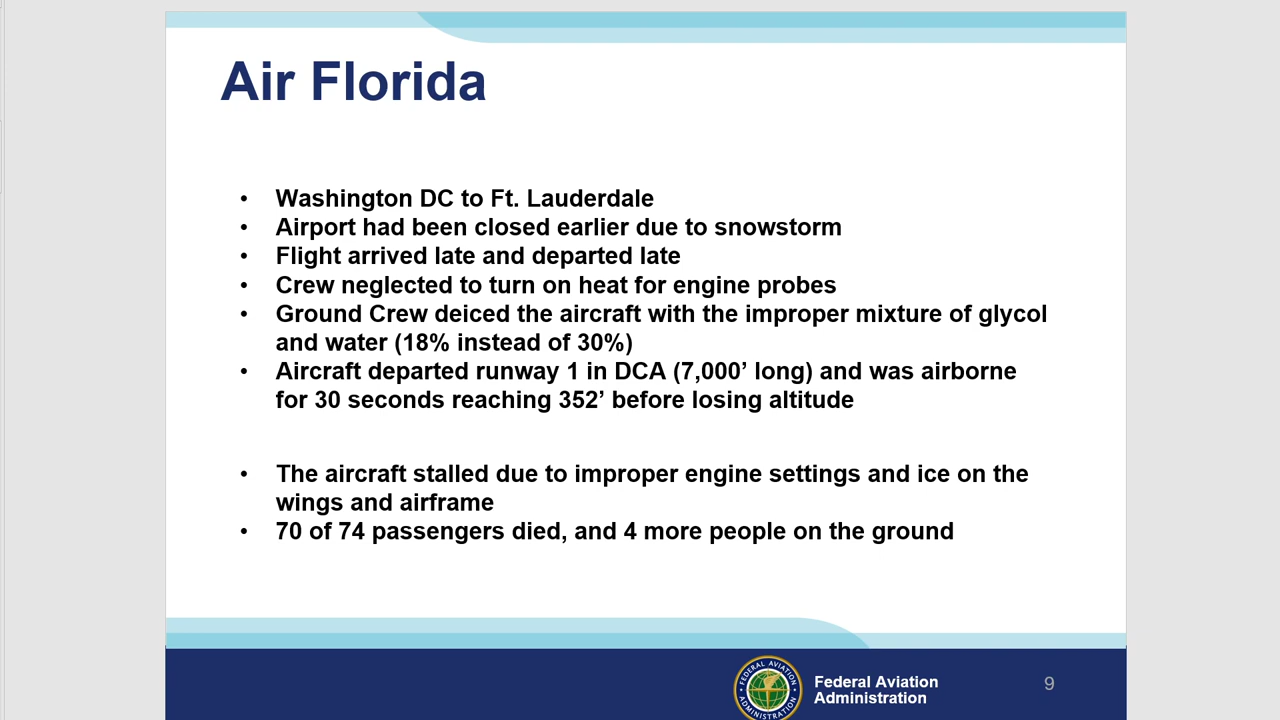 Air Florida
• Washington DC to Ft. Lauderdale
• Airport had been closed earlier due to snowstorm
• Flight arrived late and departed late
• Crew neglected to turn on heat for engine probes
• Ground Crew deiced the aircraft with the improper mixture of glycol
and water (18% instead of 30%)
• Aircraft departed runway 1 in DCA (7,000’ long) and was airborne
for 30 seconds reaching 352’ before losing altitude
• The aircraft stalled due to improper engine settings and ice on the
wings and airframe
• 70 of 74 passengers died, and 4 more people on the ground
FEDERAL AVIATION
ADMINISTRATION
Federal Aviation
Administration
9